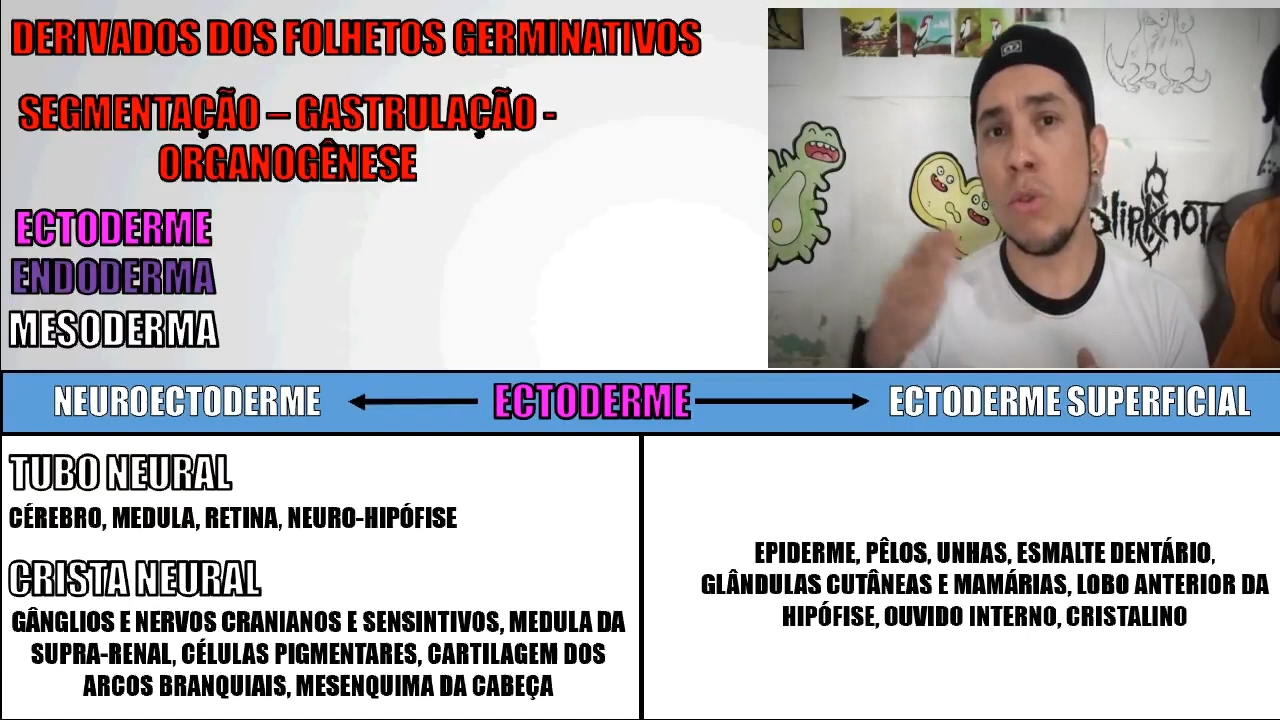 DERIVADOS DOS FOLHETOS GERMINATIVOS
SEGMENTAÇÃO – GASTRULAÇÃO -
ORGANOGÊNESE
ECTODERME
ENDODERMA
MESODERMA
SLIPKNOT
NEUROECTODERME
ECTODERME
ECTODERME SUPERFICIAL
TUBO NEURAL
CÉREBRO, MEDULA, RETINA, NEURO-HIPÓFISE
CRISTA NEURAL
GÂNGLIOS E NERVOS CRANIANOS E SENSINTIVOS, MEDULA DA
SUPRA-RENAL, CÉLULAS PIGMENTARES, CARTILAGEM DOS
ARCOS BRANQUIAIS, MESENQUIMA DA CABEÇA
EPIDERME, PÊLOS, UNHAS, ESMALTE DENTÁRIO,
GLÂNDULAS CUTÂNEAS E MAMÁRIAS, LOBO ANTERIOR DA
HIPÓFISE, OUVIDO INTERNO, CRISTALINO